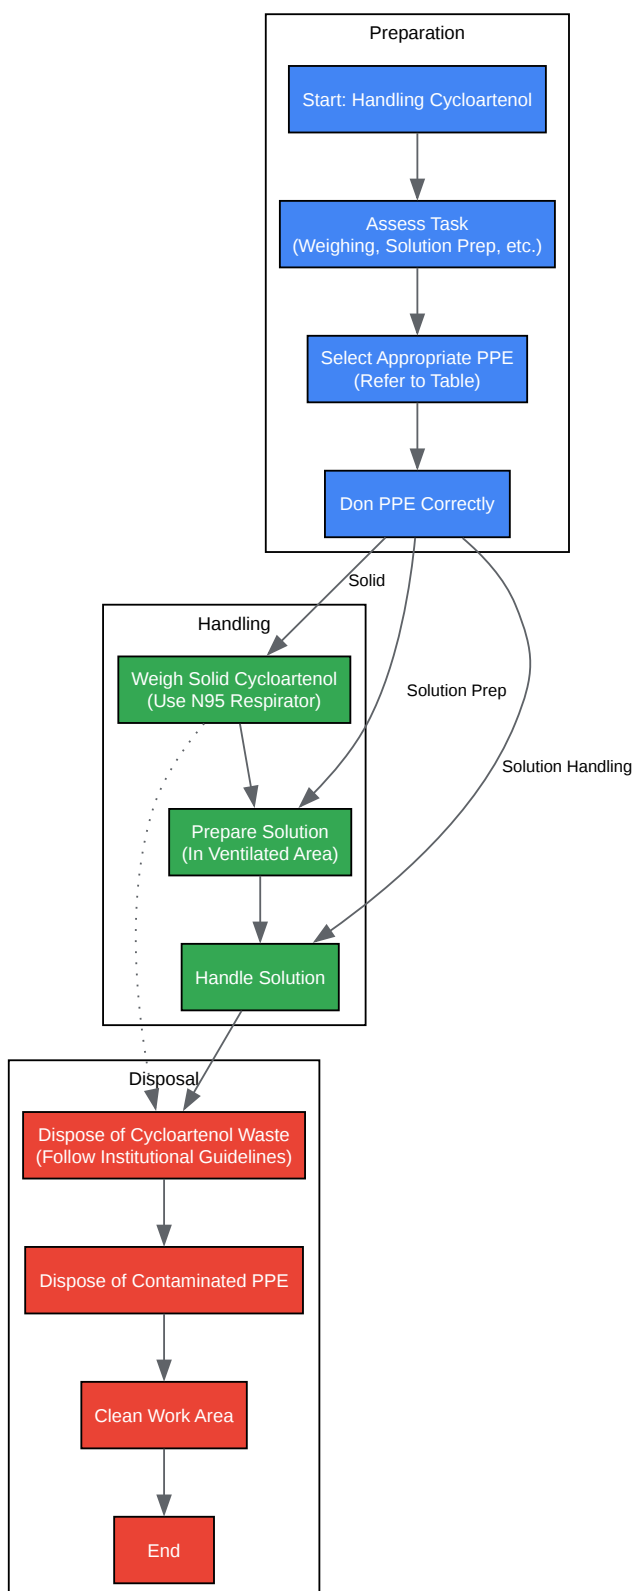 Preparation
Start: Handling Cycloartenol
Assess Task
(Weighing, Solution Prep, etc.)
Select Appropriate PPE
(Refer to Table)
Don PPE Correctly
Solid
Handling
Weigh Solid Cycloartenol
(Use N95 Respirator)
Solution Prep
Solution Handling
Prepare Solution
(In Ventilated Area)
Handle Solution
Disposal
Dispose of Cycloartenol Waste
(Follow Institutional Guidelines)
Dispose of Contaminated PPE
Clean Work Area
End